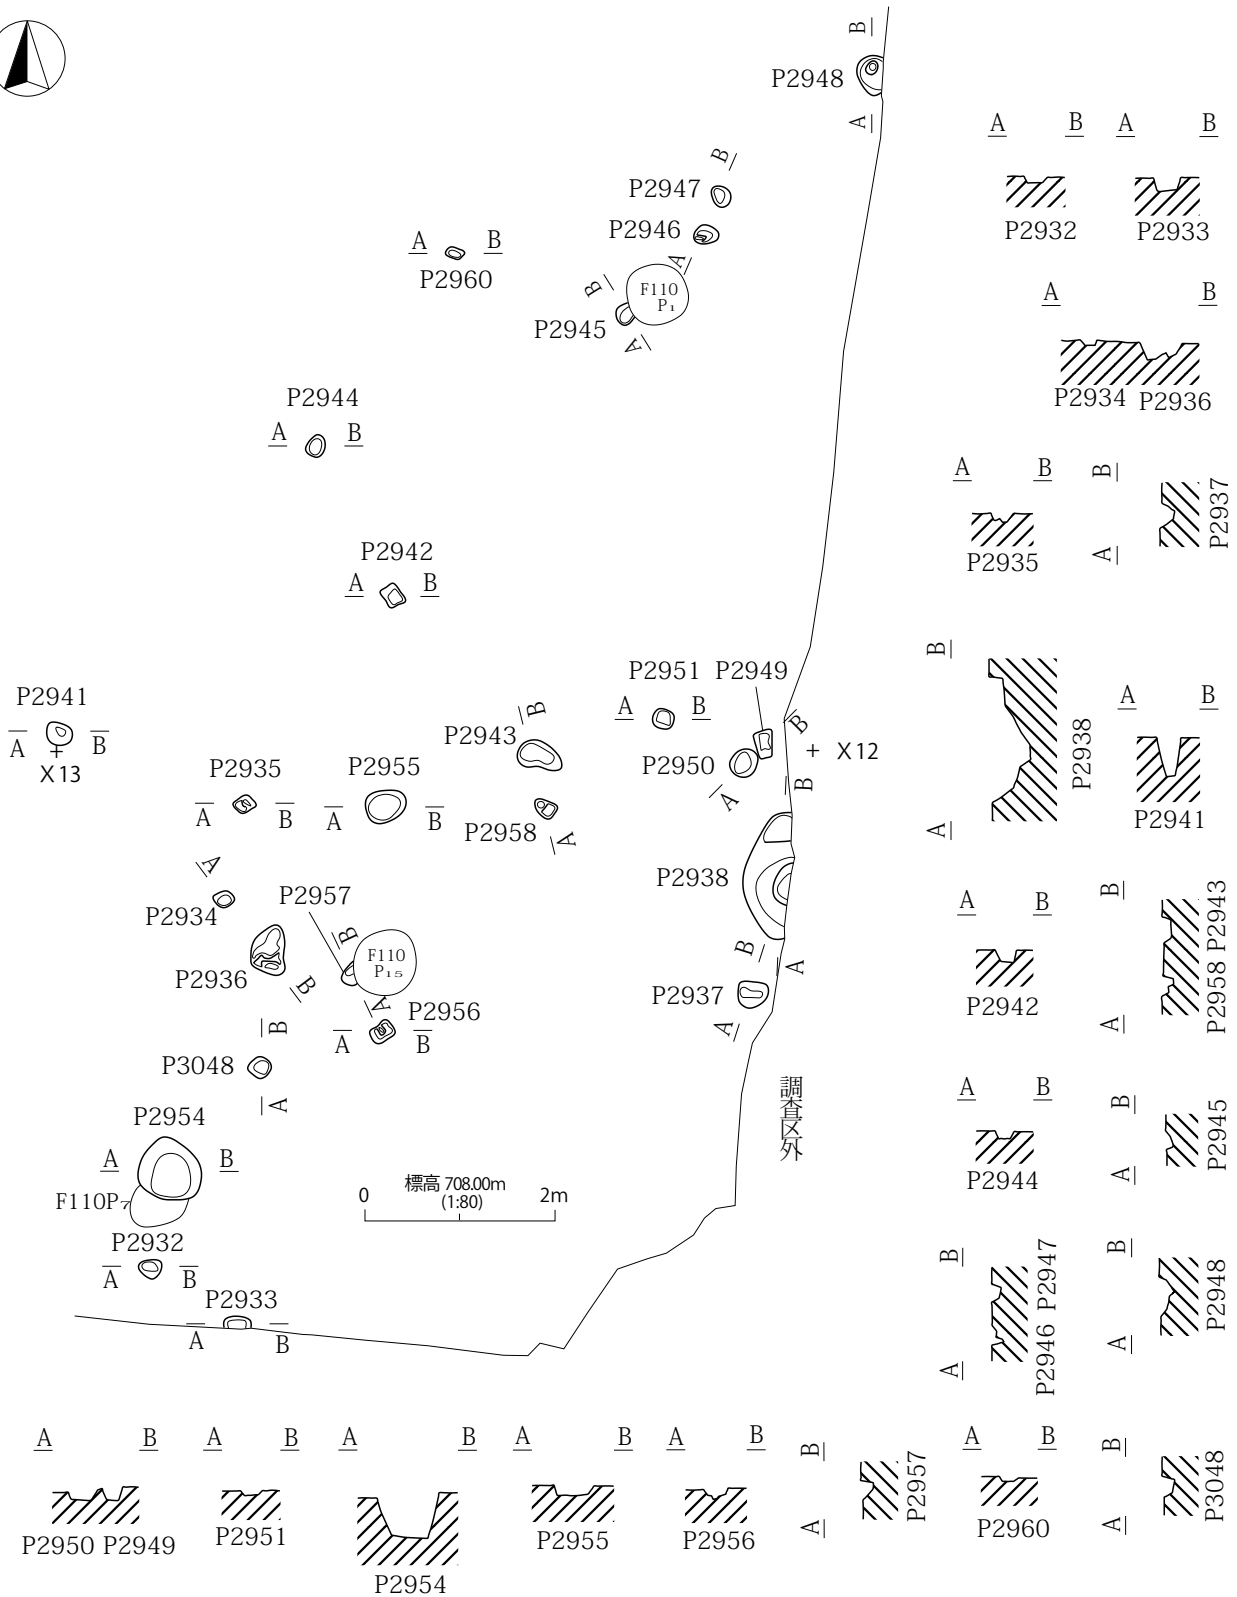 B
P2948
A
B
P2947
P2946
A
A B
P2960
B
F110
P₁
P2945
A
P2944
A B
P2942
A B
P2951 P2949
A B
P2941
A B
X13
B
P2943
P2950
B
A
+ X12
B
P2935 P2955
A B A B
P2958
A
A
P2938
P2934
P2957
B
F110
P₁₅
P2936
B
A
B
A
P2937
A
P2956
A B
B
P3048
A
調査区外
P2954
A B
F110P₇
標高 708.00m
0 (1:80) 2m
P2932
A B
P2933
A B
A B A B
P2932 P2933
A B
P2934 P2936
A B
P2935
B
A
P2937
B
A
P2938
A B
P2941
A B
P2942
B
A
P2958 P2943
A B
P2944
B
A
P2945
B
A
P2946 P2947
B
A
P2948
A B
P2950 P2949
A B
P2951
A B
P2954
A B
P2955
A B
P2956
B
A
P2957
A B
P2960
B
A
P3048